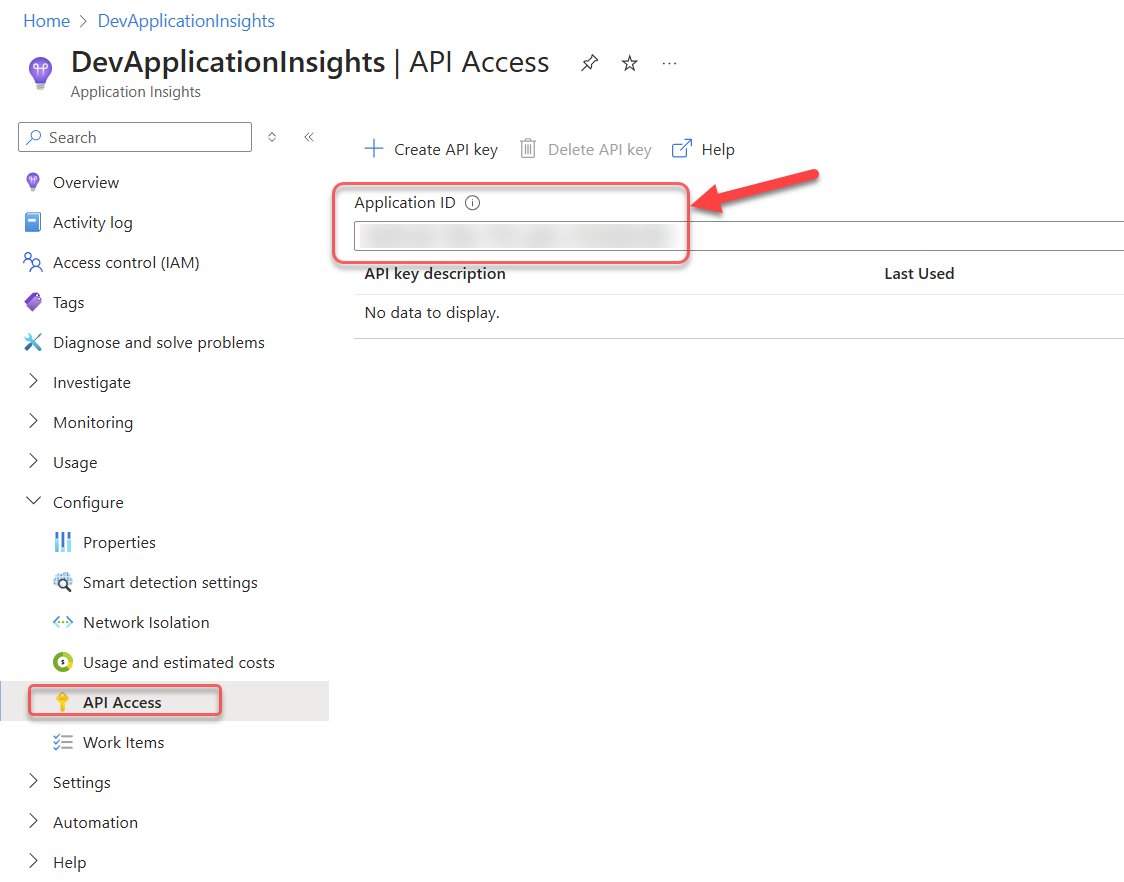 Home > DevApplicationInsights
DevApplicationInsights | API Access
Application Insights
Search
Overview
Activity log
Access control (IAM)
Tags
Diagnose and solve problems
Investigate
Monitoring
Usage
Configure
Properties
Smart detection settings
Network Isolation
Usage and estimated costs
API Access
Work Items
Settings
Automation
Help
Create API key Delete API key Help
Application ID
API key description Last Used
No data to display.